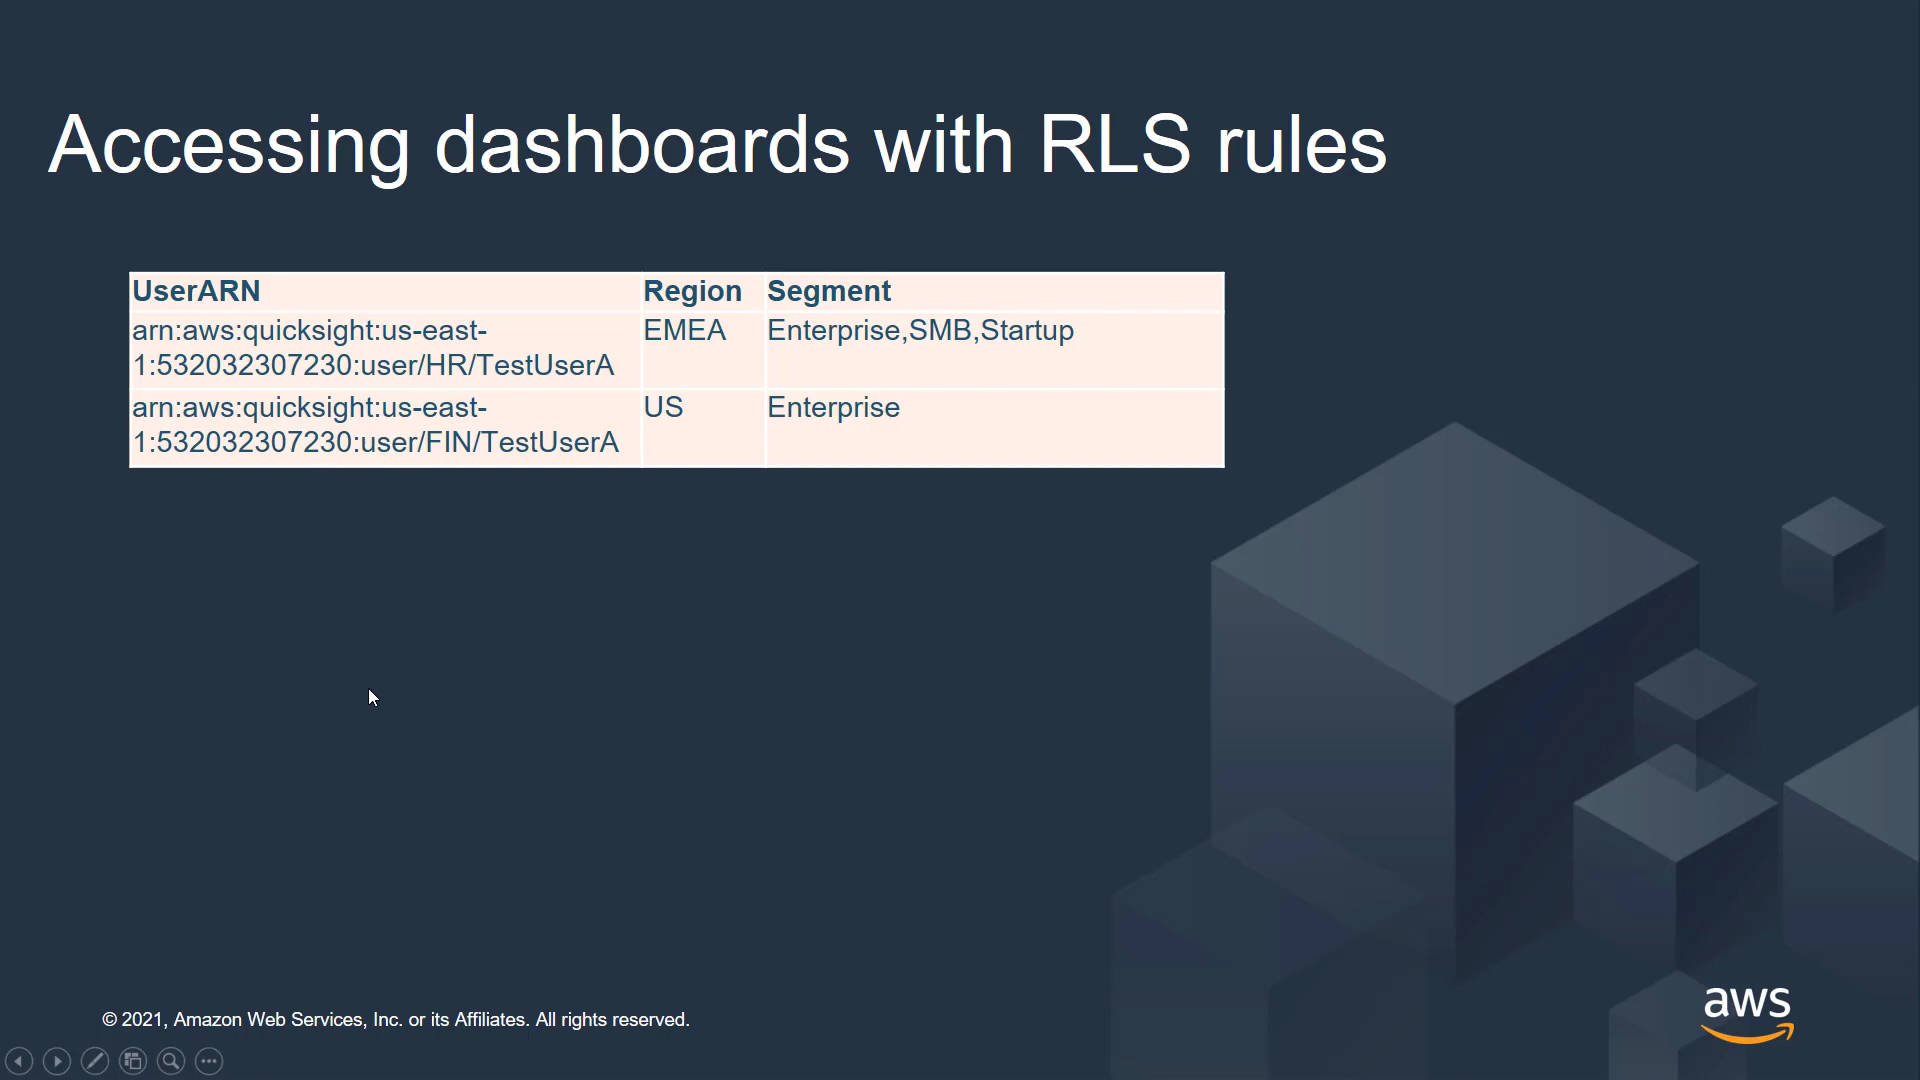 Accessing dashboards with RLS rules
UserARN Region Segment
arn:aws:quicksight:us-east- EMEA Enterprise,SMB,Startup
1:532032307230:user/HR/TestUserA
arn:aws:quicksight:us-east- US Enterprise
1:532032307230:user/FIN/TestUserA
© 2021, Amazon Web Services, Inc. or its Affiliates. All rights reserved.
aws